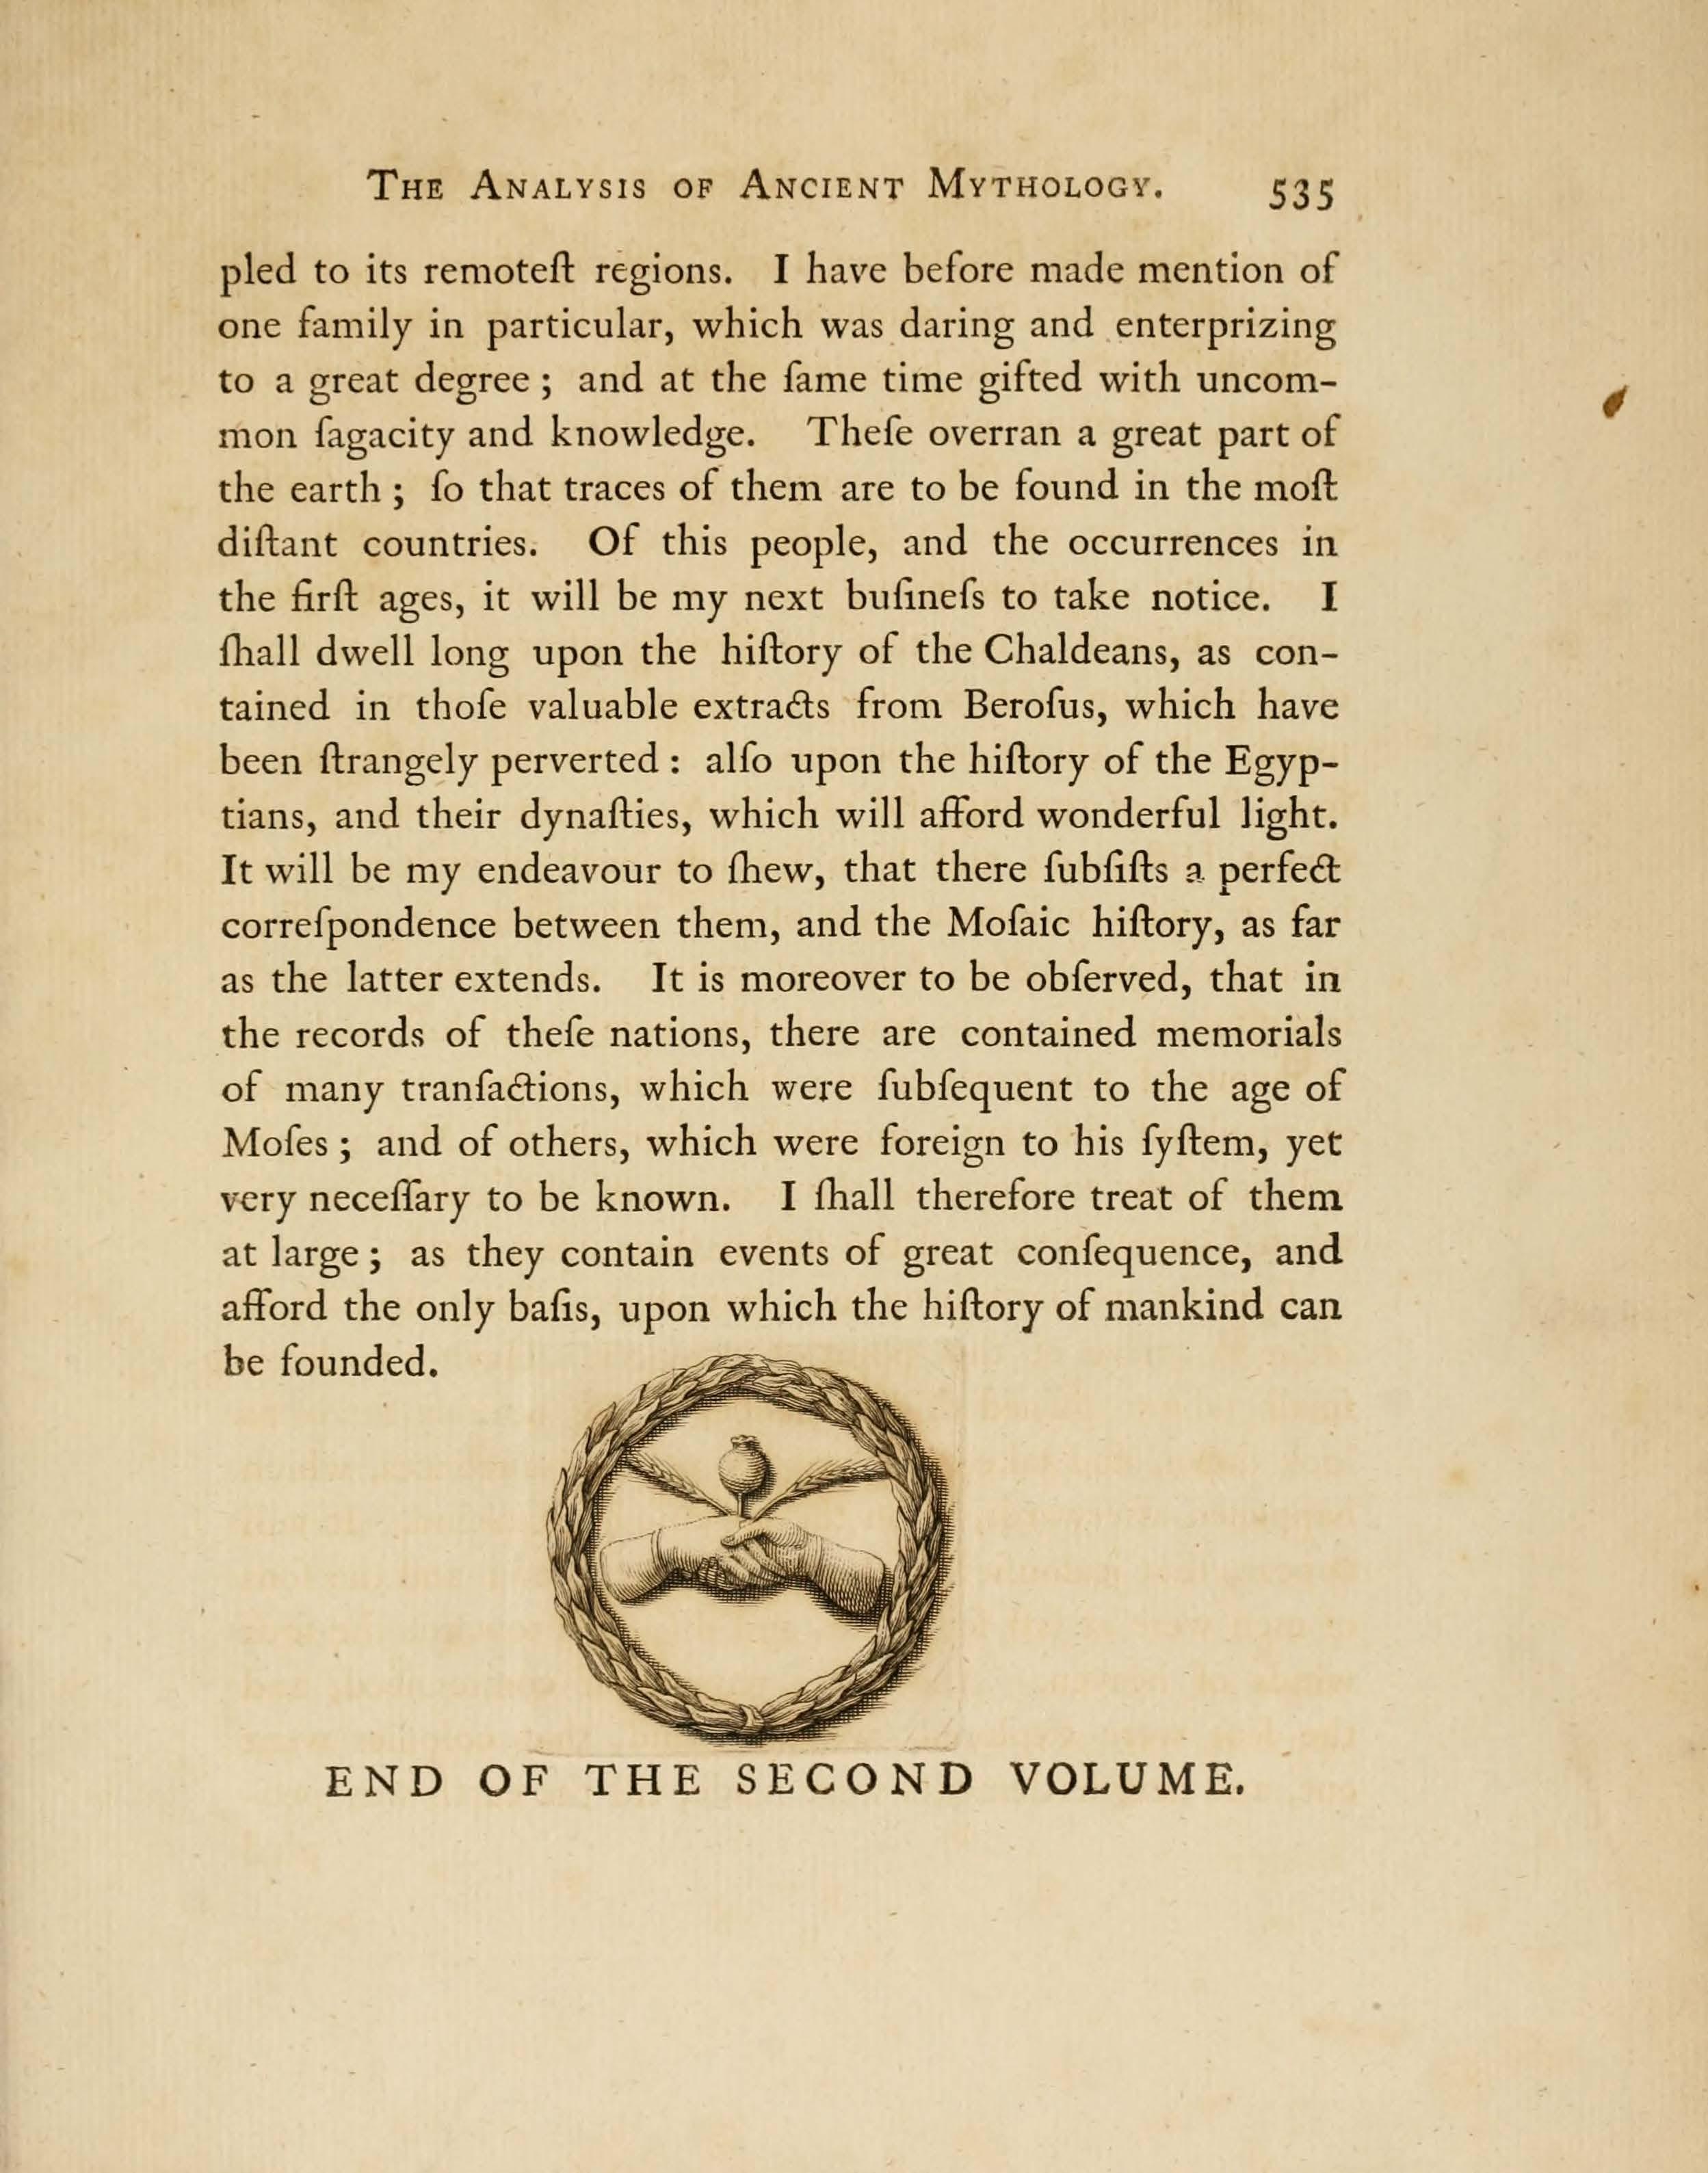 THE ANALYSIS OF ANCIENT MYTHOLOGY. 535
pled to its remoteſt regions. I have before made mention of
one family in particular, which was daring and enterprizing
to a great degree; and at the ſame time gifted with uncom-
mon ſagacity and knowledge. Theſe overran a great part of
the earth; ſo that traces of them are to be found in the moſt
diſtant countries. Of this people, and the occurrences in
the firſt ages, it will be my next buſineſs to take notice. I
ſhall dwell long upon the hiſtory of the Chaldeans, as con-
tained in thoſe valuable extracts from Beroſus, which have
been ſtrangely perverted: alſo upon the hiſtory of the Egyp-
tians, and their dynaſties, which will afford wonderful light.
It will be my endeavour to ſhew, that there ſubſiſts a perfect
correſpondence between them, and the Moſaic hiſtory, as far
as the latter extends. It is moreover to be obſerved, that in
the records of theſe nations, there are contained memorials
of many tranſactions, which were ſubſequent to the age of
Moſes; and of others, which were foreign to his ſyſtem, yet
very neceſſary to be known. I ſhall therefore treat of them
at large; as they contain events of great conſequence, and
afford the only baſis, upon which the hiſtory of mankind can
be founded.
END OF THE SECOND VOLUME.